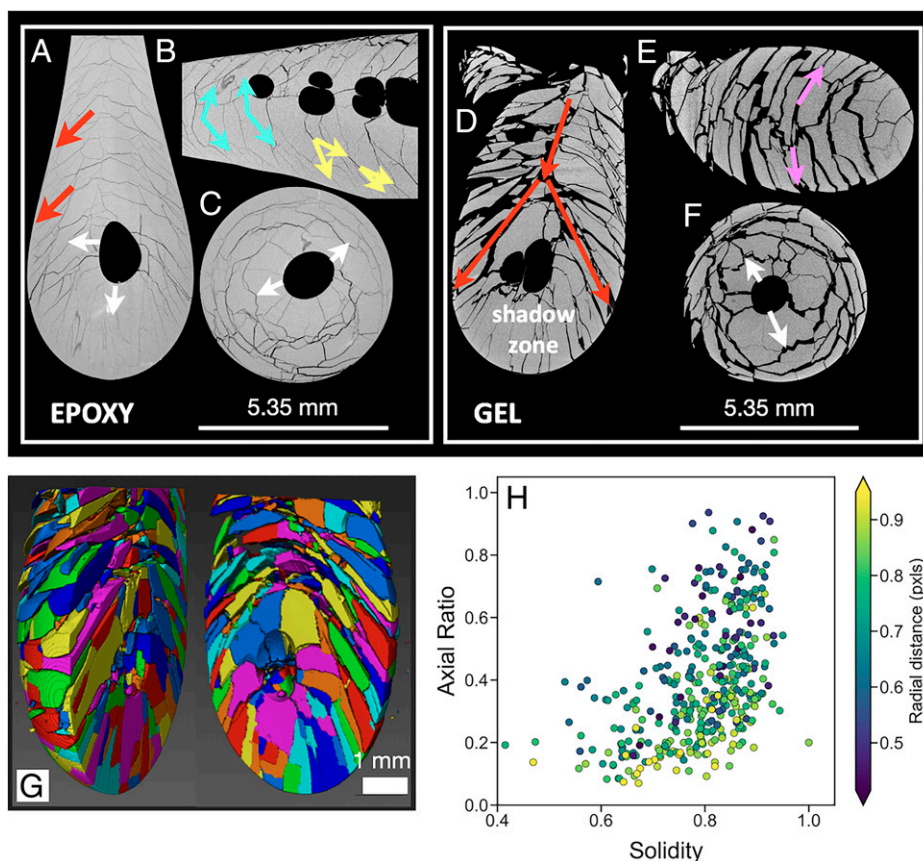 A
B
C
EPOXY
5.35 mm
D
E
F
shadow
zone
GEL
5.35 mm
G
1 mm
H
Axial Ratio
1.0
0.8
0.6
0.4
0.2
0.0
0.4
0.6
0.8
1.0
Solidity
0.9
0.8
0.7
0.6
0.5
Radial distance (pxls)